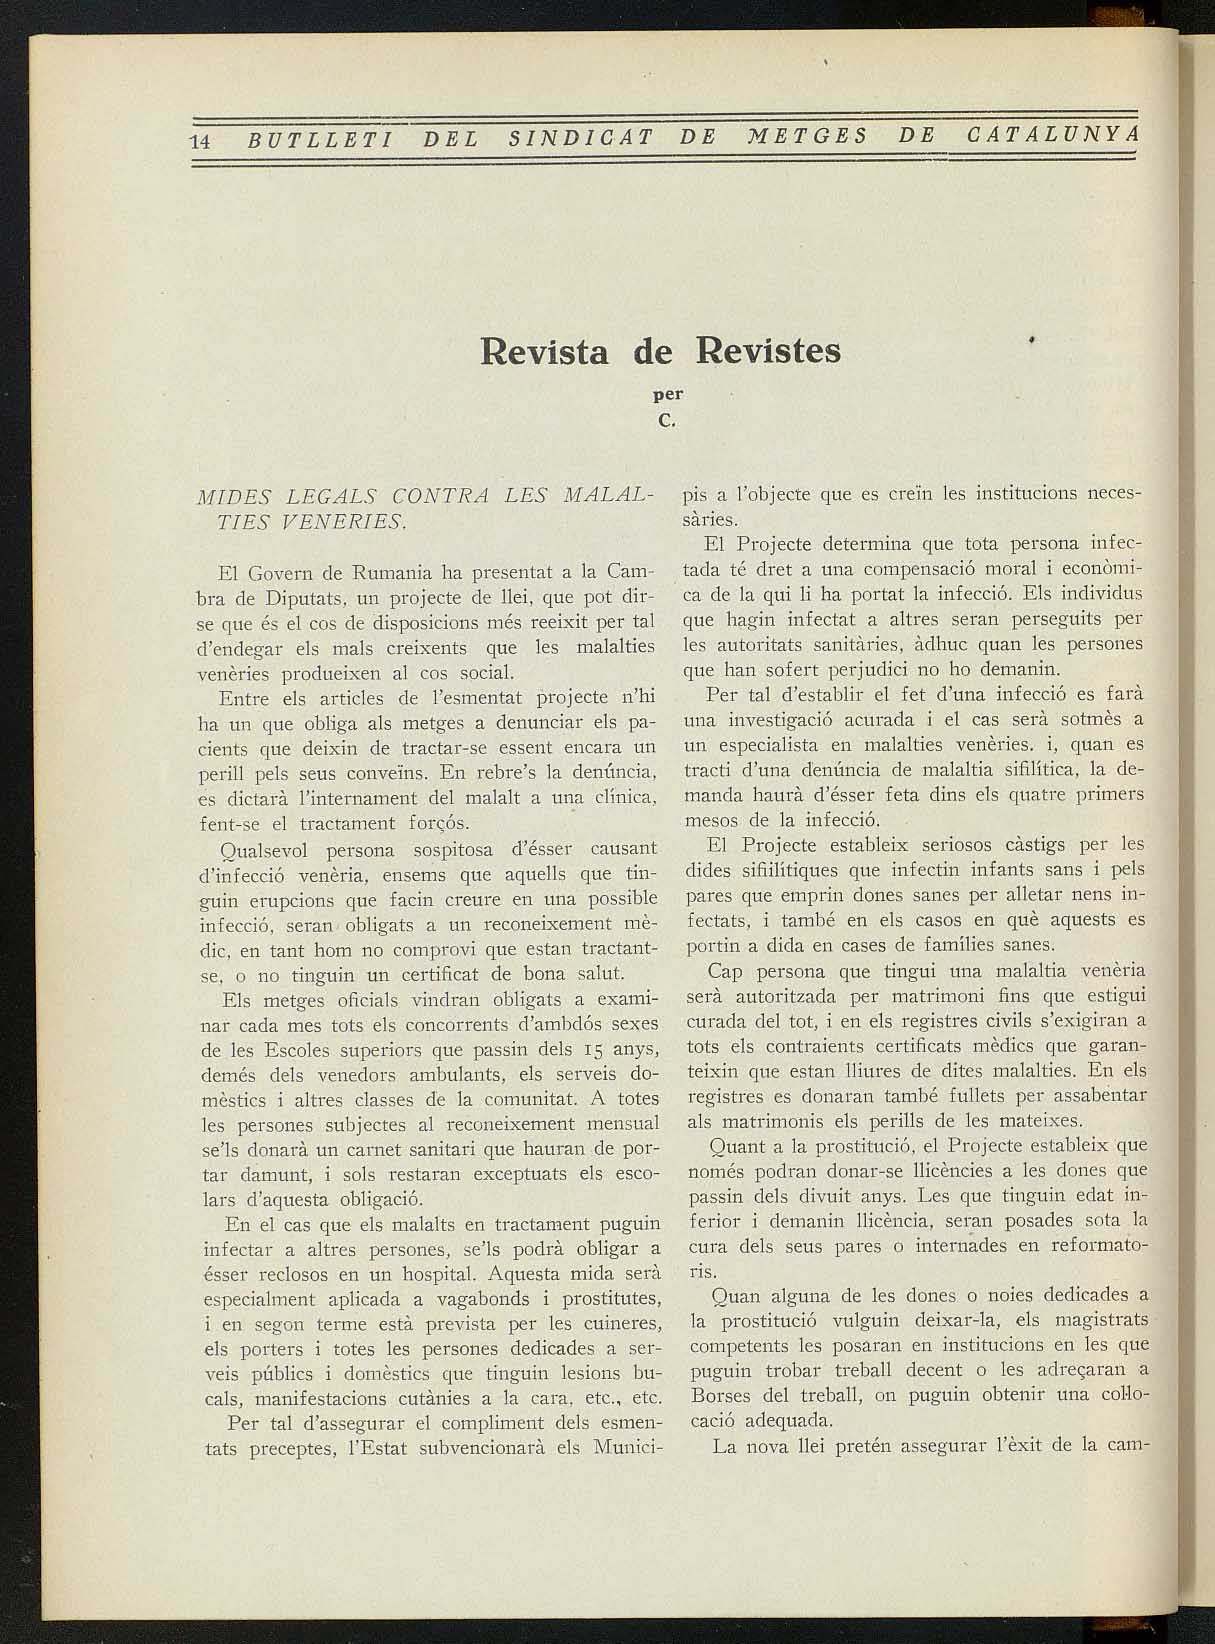 14 BUTLLETI DEL SINDICAT DE METGES DE CATALUNYA
Revista de Revistes
per
C.
MIDES LEGALS CONTRA LES MALAL-
TIES VENERIES.
El Govern de Rumania ha presentat a la Cam-
bra de Diputats, un projecte de llei, que pot dir-
se que és el cos de disposicions més reeixit per tal
d'endegar els mals creixents que les malalties
venèries produeixen al cos social.
Entre els articles de l'esmentat projecte n'hi
ha un que obliga als metges a denunciar els pa-
cients que deixin de tractar-se essent encara un
perill pels seus conveïns. En rebre's la denúncia,
es dictarà l'internament del malalt a una clínica,
fent-se el tractament forçós.
Qualsevol persona sospitosa d'ésser causant
d'infecció venèria, ensems que aquells que tin-
guin erupcions que facin creure en una possible
infecció, seran obligats a un reconeixement mè-
dic, en tant hom no comprovi que estan tractant-
se, o no tinguin un certificat de bona salut.
Els metges oficials vindran obligats a exami-
nar cada mes tots els concorrents d'ambdós sexes
de les Escoles superiors que passin dels 15 anys,
demés dels venedors ambulants, els serveis do-
mèstics i altres classes de la comunitat. A totes
les persones subjectes al reconeixement mensual
se'ls donarà un carnet sanitari que hauran de por-
tar damunt, i sols restaran exceptuats els esco-
lars d'aquesta obligació.
En el cas que els malalts en tractament puguin
infectar a altres persones, se'ls podrà obligar a
ésser reclosos en un hospital. Aquesta mida serà
especialment aplicada a vagabonds i prostitutes,
i en segon terme està prevista per les cuineres,
els porters i totes les persones dedicades a ser-
veis públics i domèstics que tinguin lesions bu-
cals, manifestacions cutànies a la cara, etc., etc.
Per tal d'assegurar el compliment dels esmen-
tats preceptes, l'Estat subvencionarà els Munici-
pis a l'objecte que es creïn les institucions neces-
sàries.
El Projecte determina que tota persona infec-
tada té dret a una compensació moral i econòmi-
ca de la qui li ha portat la infecció. Els individus
que hagin infectat a altres seran perseguits per
les autoritats sanitàries, àdhuc quan les persones
que han sofert perjudici no ho demanin.
Per tal d'establir el fet d'una infecció es farà
una investigació acurada i el cas serà sotmès a
un especialista en malalties venèries. i, quan es
tracti d'una denúncia de malaltia sifilítica, la de-
manda haurà d'ésser feta dins els quatre primers
mesos de la infecció.
El Projecte estableix seriosos càstigs per les
dides sifiilítiques que infectin infants sans i pels
pares que emprin dones sanes per alletar nens in-
fectats, i també en els casos en què aquests es
portin a dida en cases de famílies sanes.
Cap persona que tingui una malaltia venèria
serà autoritzada per matrimoni fins que estigui
curada del tot, i en els registres civils s'exigiran a
tots els contraients certificats mèdics que garan-
teixin que estan lliures de dites malalties. En els
registres es donaran també fullets per assabentar
als matrimonis els perills de les mateixes.
Quant a la prostitució, el Projecte estableix que
només podran donar-se llicències a les dones que
passin dels divuit anys. Les que tinguin edat in-
ferior i demanin llicència, seran posades sota la
cura dels seus pares o internades en reformato-
ris.
Quan alguna de les dones o noies dedicades a
la prostitució vulguin deixar-la, els magistrats
competents les posaran en institucions en les que
puguin trobar treball decent o les adreçaran a
Borses del treball, on puguin obtenir una col·lo-
cació adequada.
La nova llei pretén assegurar l'èxit de la cam-